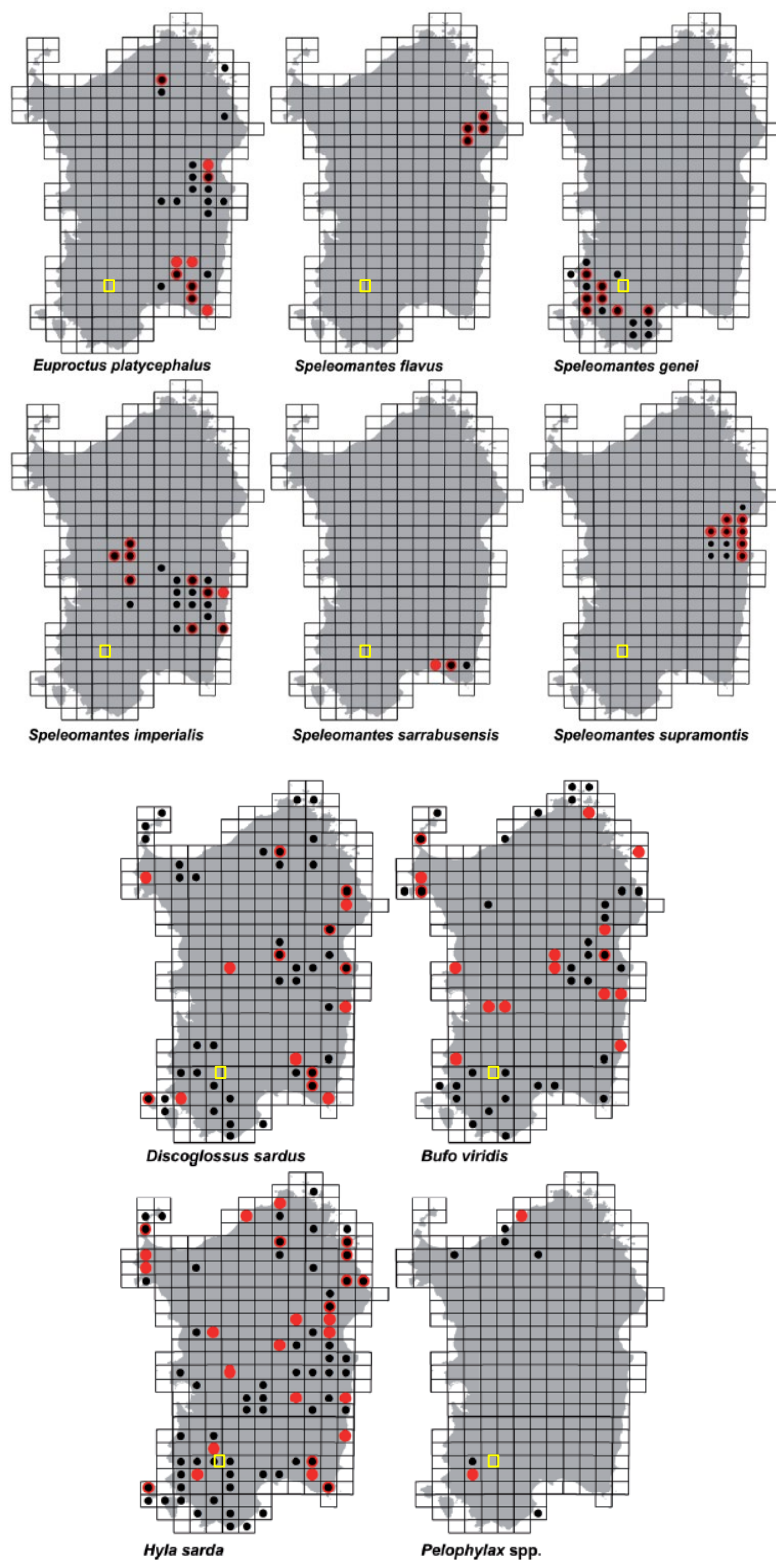 Euproctus platycephalus
Speleomantes flavus
Speleomantes genei
Speleomantes imperialis
Speleomantes sarrabusensis
Speleomantes supramontis
Discoglossus sardus
Bufo viridis
Hyla sarda
Pelophylax spp.